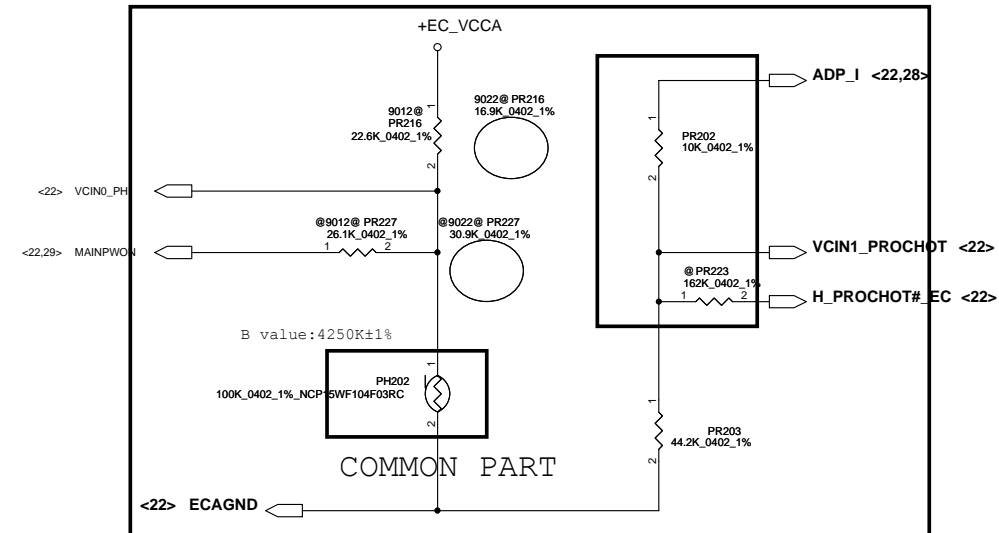 +EC_VCCA
ADP_I <22,28>
9012@
PR216
22.6K_0402_1%
9022@ PR216
16.9K_0402_1%
1
2
1
2
PR202
10K_0402_1%
<22> VCIN0_PH
@9012@ PR227
26.1K_0402_1%
1 2
@9022@ PR227
30.9K_0402_1%
<22,29> MAINPWON
VCIN1_PROCHOT <22>
@ PR223
162K_0402_1%
1 2
H_PROCHOT#_EC <22>
B value:4250K±1%
1
2
PH202
100K_0402_1%_NCP15WF104F03RC
1
2
PR203
44.2K_0402_1%
COMMON PART
<22> ECAGND